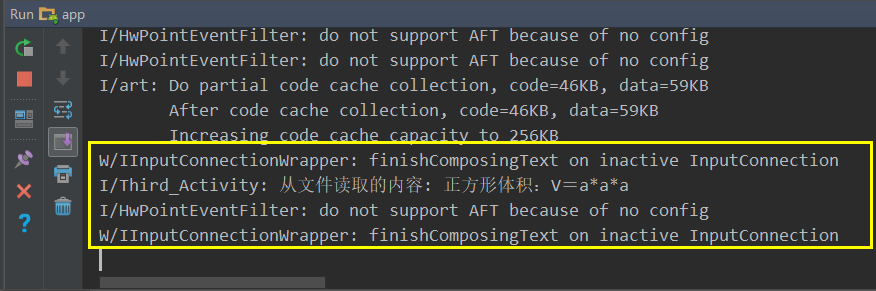 Run app
I/HwPointEventFilter: do not support AFT because of no config
I/HwPointEventFilter: do not support AFT because of no config
I/art: Do partial code cache collection, code=46KB, data=59KB
After code cache collection, code=46KB, data=59KB
Increasing code cache capacity to 256KB
W/IInputConnectionWrapper: finishComposingText on inactive InputConnection
I/Third_Activity: 从文件读取的内容: 正方形体积：V＝a*a*a
I/HwPointEventFilter: do not support AFT because of no config
W/IInputConnectionWrapper: finishComposingText on inactive InputConnection